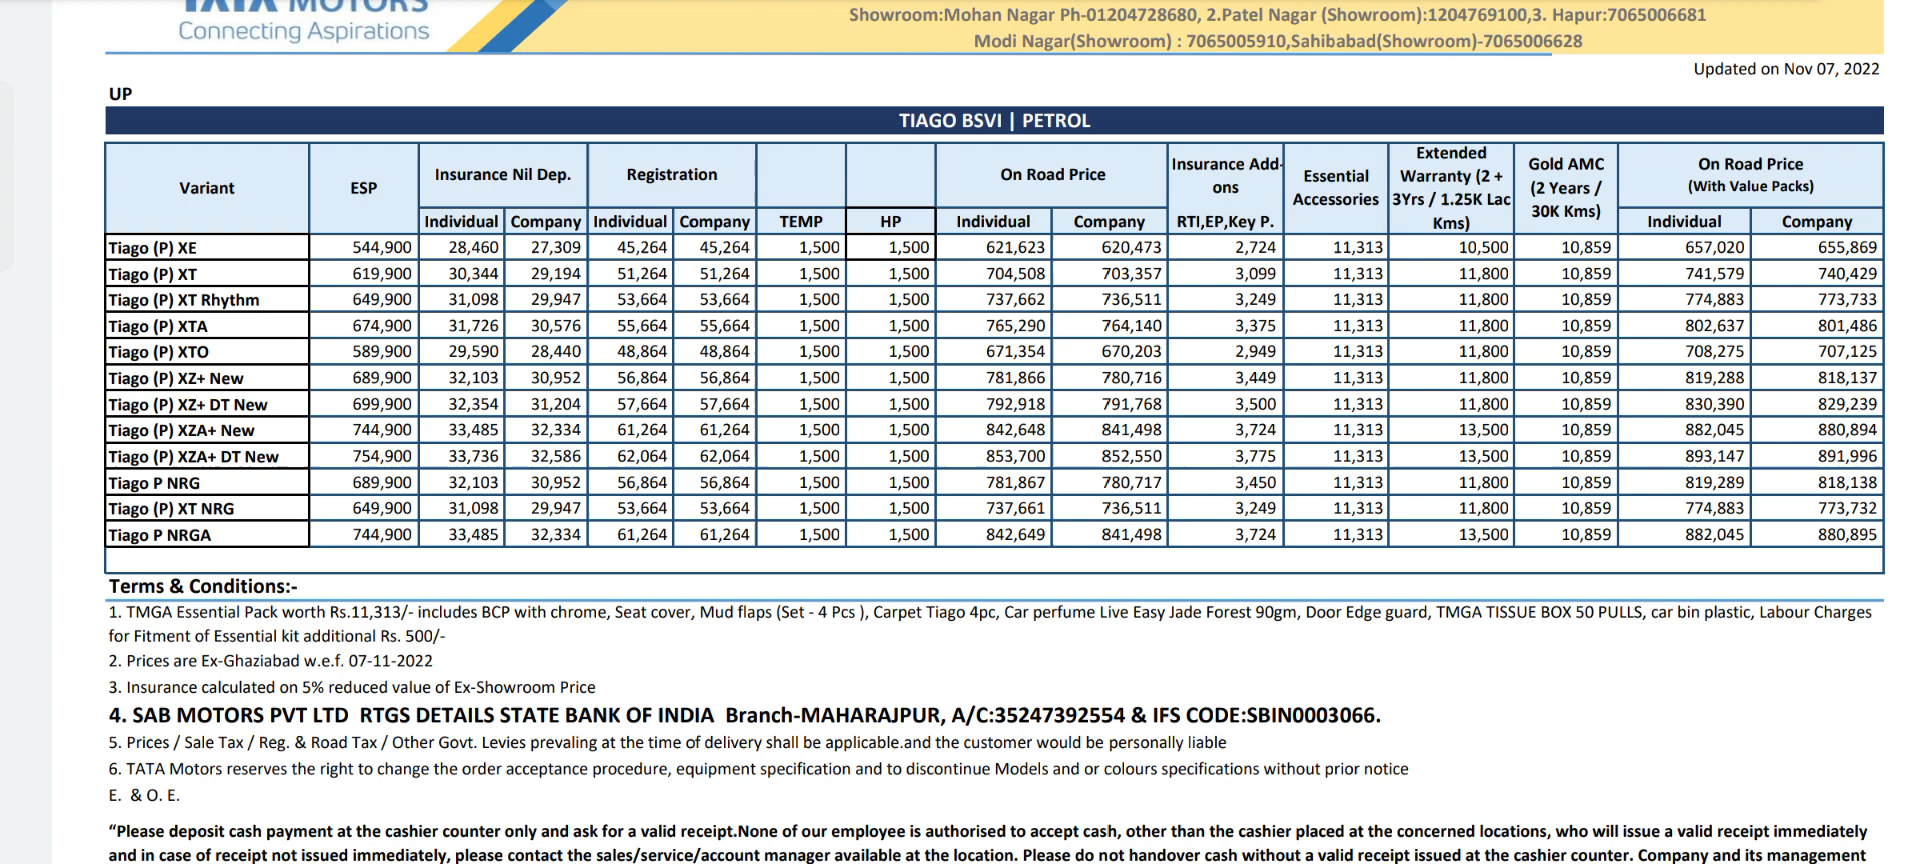 TATA MOTORS
Connecting Aspirations
Showroom:Mohan Nagar Ph-01204728680, 2.Patel Nagar (Showroom):1204769100,3. Hapur:7065006681
Modi Nagar(Showroom) : 7065005910,Sahibabad(Showroom)-7065006628
Updated on Nov 07, 2022
UP
TIAGO BSVI | PETROL
Variant ESP Insurance Nil Dep. Registration On Road Price Insurance Add-ons Essential Accessories Extended Warranty (2 + 3Yrs / 1.25K Lac Kms) Gold AMC (2 Years / 30K Kms) On Road Price (With Value Packs)
Individual Company Individual Company TEMP HP Individual Company RTI,EP,Key P. Individual Company
Tiago (P) XE 544,900 28,460 27,309 45,264 45,264 1,500 1,500 621,623 620,473 2,724 11,313 10,500 10,859 657,020 655,869
Tiago (P) XT 619,900 30,344 29,194 51,264 51,264 1,500 1,500 704,508 703,357 3,099 11,313 11,800 10,859 741,579 740,429
Tiago (P) XT Rhythm 649,900 31,098 29,947 53,664 53,664 1,500 1,500 737,662 736,511 3,249 11,313 11,800 10,859 774,883 773,733
Tiago (P) XTA 674,900 31,726 30,576 55,664 55,664 1,500 1,500 765,290 764,140 3,375 11,313 11,800 10,859 802,637 801,486
Tiago (P) XTO 589,900 29,590 28,440 48,864 48,864 1,500 1,500 671,354 670,203 2,949 11,313 11,800 10,859 708,275 707,125
Tiago (P) XZ+ New 689,900 32,103 30,952 56,864 56,864 1,500 1,500 781,866 780,716 3,449 11,313 11,800 10,859 819,288 818,137
Tiago (P) XZ+ DT New 699,900 32,354 31,204 57,664 57,664 1,500 1,500 792,918 791,768 3,500 11,313 11,800 10,859 830,390 829,239
Tiago (P) XZA+ New 744,900 33,485 32,334 61,264 61,264 1,500 1,500 842,648 841,498 3,724 11,313 13,500 10,859 882,045 880,894
Tiago (P) XZA+ DT New 754,900 33,736 32,586 62,064 62,064 1,500 1,500 853,700 852,550 3,775 11,313 13,500 10,859 893,147 891,996
Tiago P NRG 689,900 32,103 30,952 56,864 56,864 1,500 1,500 781,867 780,717 3,450 11,313 11,800 10,859 819,289 818,138
Tiago (P) XT NRG 649,900 31,098 29,947 53,664 53,664 1,500 1,500 737,661 736,511 3,249 11,313 11,800 10,859 774,883 773,732
Tiago P NRGA 744,900 33,485 32,334 61,264 61,264 1,500 1,500 842,649 841,498 3,724 11,313 13,500 10,859 882,045 880,895
Terms & Conditions:-
1. TMGA Essential Pack worth Rs.11,313/- includes BCP with chrome, Seat cover, Mud flaps (Set - 4 Pcs ), Carpet Tiago 4pc, Car perfume Live Easy Jade Forest 90gm, Door Edge guard, TMGA TISSUE BOX 50 PULLS, car bin plastic, Labour Charges
for Fitment of Essential kit additional Rs. 500/-
2. Prices are Ex-Ghaziabad w.e.f. 07-11-2022
3. Insurance calculated on 5% reduced value of Ex-Showroom Price
4. SAB MOTORS PVT LTD RTGS DETAILS STATE BANK OF INDIA Branch-MAHARAJPUR, A/C:35247392554 & IFS CODE:SBIN0003066.
5. Prices / Sale Tax / Reg. & Road Tax / Other Govt. Levies prevaling at the time of delivery shall be applicable.and the customer would be personally liable
6. TATA Motors reserves the right to change the order acceptance procedure, equipment specification and to discontinue Models and or colours specifications without prior notice
E. & O. E.
“Please deposit cash payment at the cashier counter only and ask for a valid receipt.None of our employee is authorised to accept cash, other than the cashier placed at the concerned locations, who will issue a valid receipt immediately
and in case of receipt not issued immediately, please contact the sales/service/account manager available at the location. Please do not handover cash without a valid receipt issued at the cashier counter. Company and its management